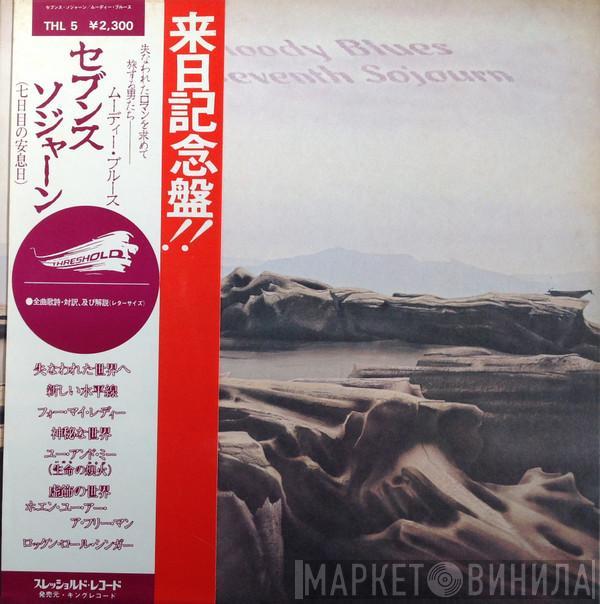 セブンス・ソジャーン/ムーディー・ブルース
THL 5 ¥2,300
失なわれたロマンを求めて
旅する男たち
ムーディー・ブルース
セブンス
ソジャーン
(七日目の安息日)
来日記念盤!!
THRESHOLD
●全曲歌詩・対訳、及び解説(レターサイズ)
失なわれた世界へ
新しい水平線
フォー・マイ・レディー
神秘な世界
ユー・アンド・ミー
(生命の煩火)
虚飾の世界
ホエン・ユー・アー・
ア・フリー・マン
ロックン・ロール・シンガー
スレッショルド・レコード
発売元・キングレコード
oody Blues
eventh Sojourn
МАРКЕТ ВИНИЛА